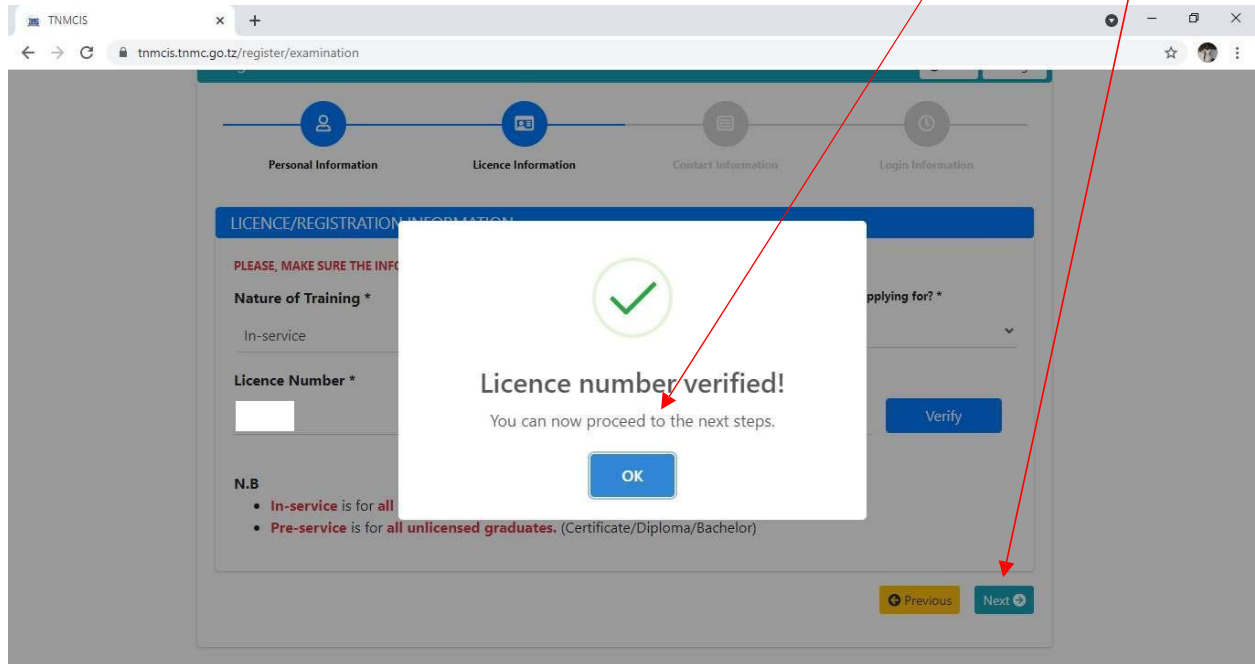 TNMCIS
tnmcis.tnmc.go.tz/register/examination
Personal Information
Licence Information
Contact Information
Login Information
LICENCE/REGISTRATION INFORMATION
PLEASE, MAKE SURE THE
Nature of Training *
pplying for? *
In-service
Licence Number *
Licence number verified!
You can now proceed to the next steps.
Verify
OK
N.B
In-service is for all
Pre-service is for all unlicensed graduates. (Certificate/Diploma/Bachelor)
Previous
Next